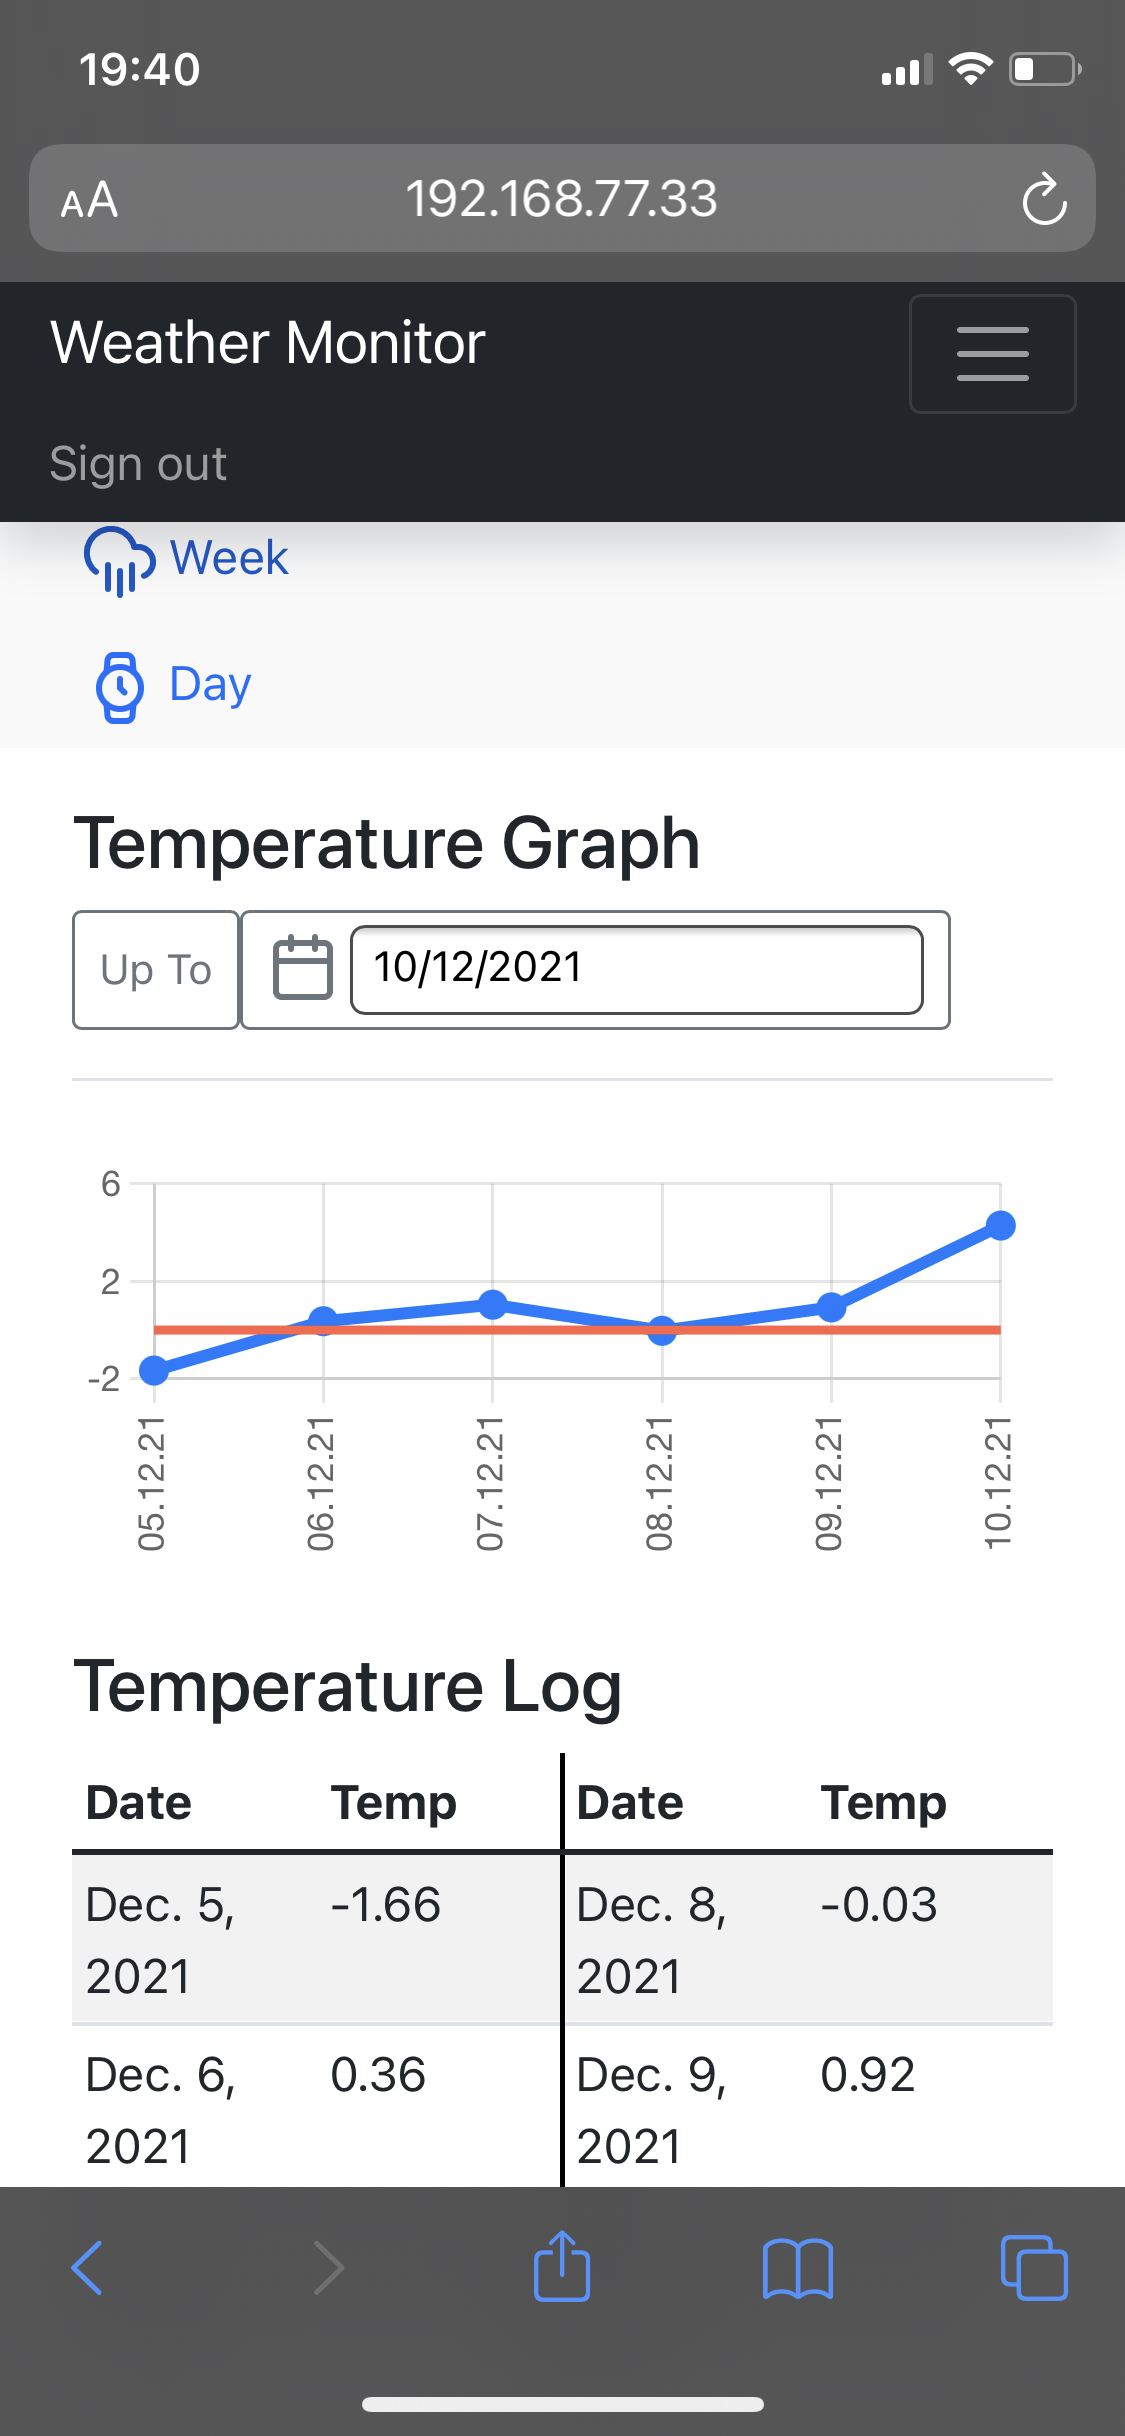 19:40
AA
192.168.77.33
Weather Monitor
Sign out
Week
Day
Temperature Graph
Up To
10/12/2021
6
2
-2
05.12.21
06.12.21
07.12.21
08.12.21
09.12.21
10.12.21
Temperature Log
Date Temp Date Temp
Dec. 5, -1.66 Dec. 8, -0.03
2021 2021
Dec. 6, 0.36 Dec. 9, 0.92
2021 2021